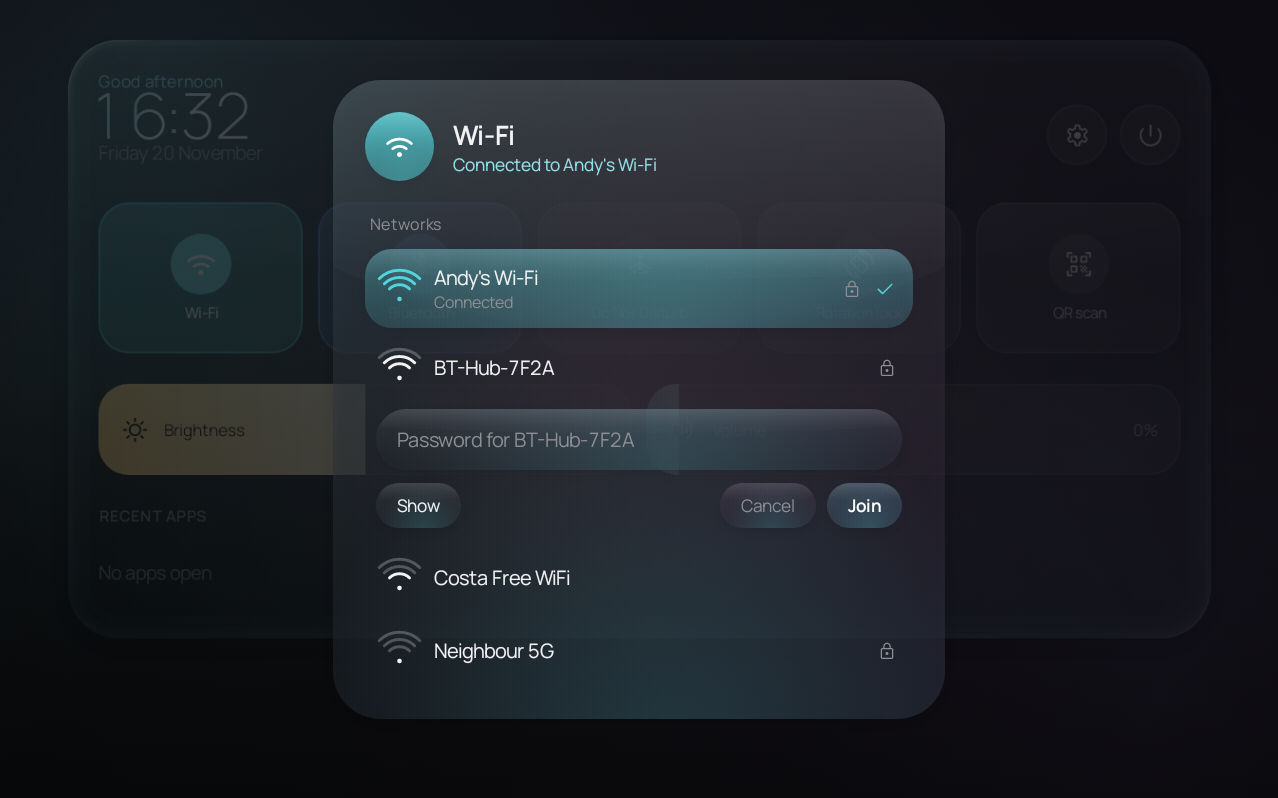 Good afternoon
16:32
Friday 20 November
Wi-Fi
Connected to Andy's Wi-Fi
Networks
Andy's Wi-Fi
Connected
Wi-Fi
Bluetooth
QR scan
BT-Hub-7F2A
Brightness
Password for BT-Hub-7F2A
Volume
0%
Show
Cancel
Join
RECENT APPS
No apps open
Costa Free WiFi
Neighbour 5G